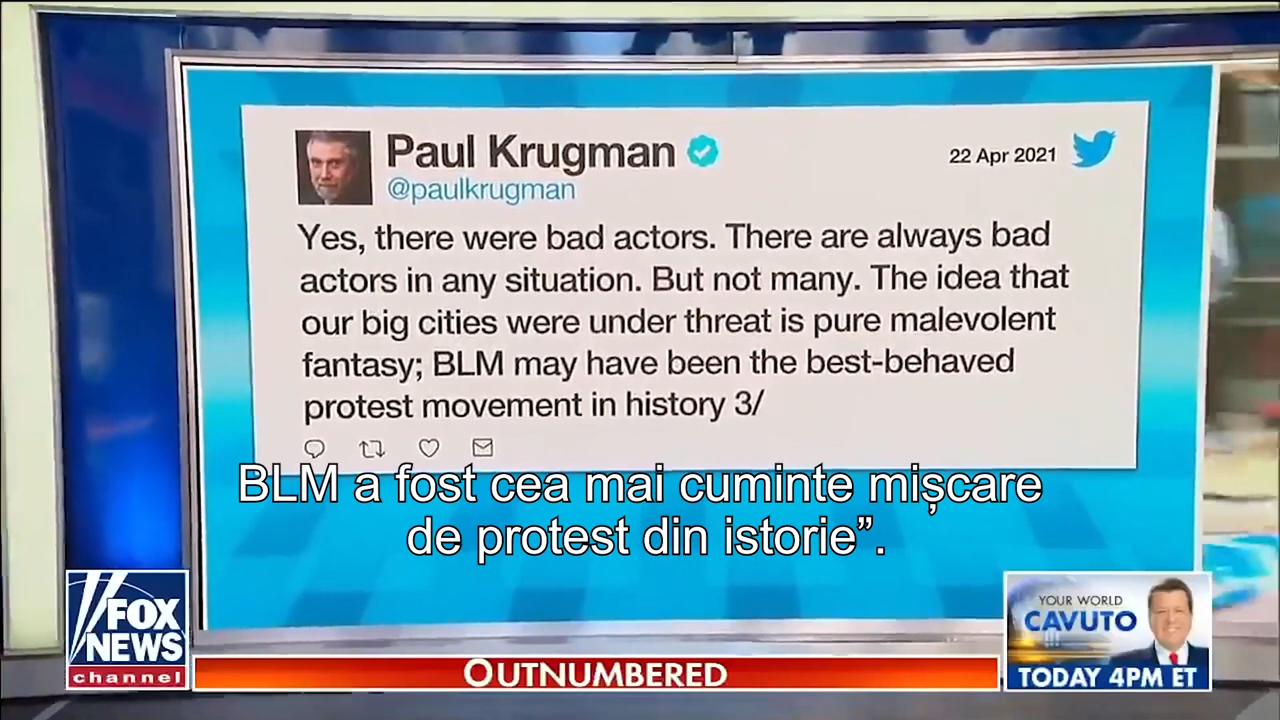 Paul Krugman
@paulkrugman
22 Apr 2021
Yes, there were bad actors. There are always bad
actors in any situation. But not many. The idea that
our big cities were under threat is pure malevolent
fantasy; BLM may have been the best-behaved
protest movement in history 3/
BLM a fost cea mai cuminte mișcare
de protest din istorie”.
FOX
NEWS
channel
OUTNUMBERED
YOUR WORLD
CAVUTO
TODAY 4PM ET